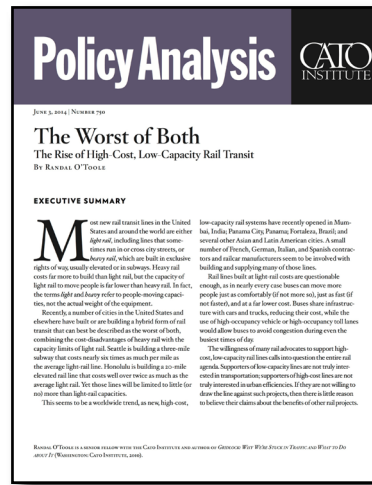 Policy Analysis
CATO
INSTITUTE
JUNE 3, 2014 | NUMBER 750
The Worst of Both
The Rise of High-Cost, Low-Capacity Rail Transit
BY RANDAL O'TOOLE
EXECUTIVE SUMMARY
Most new rail transit lines in the United
States and around the world are either
light rail, including lines that some-
times run in or cross city streets, or
heavy rail, which are built in exclusive
rights of way, usually elevated or in subways. Heavy rail
costs far more to build than light rail, but the capacity of
light rail to move people is far lower than heavy rail. In fact,
the terms light and heavy refer to people-moving capaci-
ties, not the actual weight of the equipment.
Recently, a number of cities in the United States and
elsewhere have built or are building a hybrid form of rail
transit that can best be described as the worst of both,
combining the cost-disadvantages of heavy rail with the
capacity limits of light rail. Seattle is building a three-mile
subway that costs nearly six times as much per mile as
the average light-rail line. Honolulu is building a 20-mile
elevated rail line that costs well over twice as much as the
average light rail. Yet those lines will be limited to little (or
no) more than light-rail capacities.
This seems to be a worldwide trend, as new, high-cost,
low-capacity rail systems have recently opened in Mum-
bai, India; Panama City, Panama; Fortaleza, Brazil; and
several other Asian and Latin American cities. A small
number of French, German, Italian, and Spanish contrac-
tors and railcar manufacturers seem to be involved with
building and supplying many of those lines.
Rail lines built at light-rail costs are questionable
enough, as in nearly every case buses can move more
people just as comfortably (if not more so), just as fast (if
not faster), and at a far lower cost. Buses share infrastruc-
ture with cars and trucks, reducing their cost, while the
use of high-occupancy vehicle or high-occupancy toll lanes
would allow buses to avoid congestion during even the
busiest times of day.
The willingness of many rail advocates to support high-
cost, low-capacity rail lines calls into question the entire rail
agenda. Supporters of low-capacity lines are not truly inter-
ested in transportation; supporters of high-cost lines are not
truly interested in urban efficiencies. If they are not willing to
draw the line against such projects, then there is little reason
to believe their claims about the benefits of other rail projects.
RANDAL O'TOOLE IS A SENIOR FELLOW WITH THE CATO INSTITUTE AND AUTHOR OF GRIDLOCK: WHY WE'RE STUCK IN TRAFFIC AND WHAT TO DO
ABOUT IT (WASHINGTON: CATO INSTITUTE, 2010).